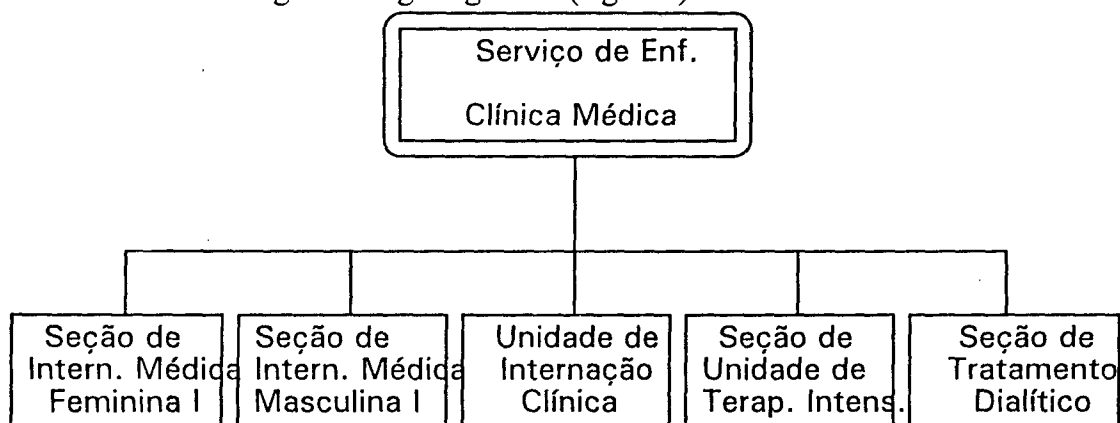 Serviço de Enf.
Clínica Médica
Seção de
Intern. Médica
Feminina I
Seção de
Intern. Médica
Masculina I
Unidade de
Internação
Clínica
Seção de
Unidade de
Terap. Intens.
Seção de
Tratamento
Dialítico